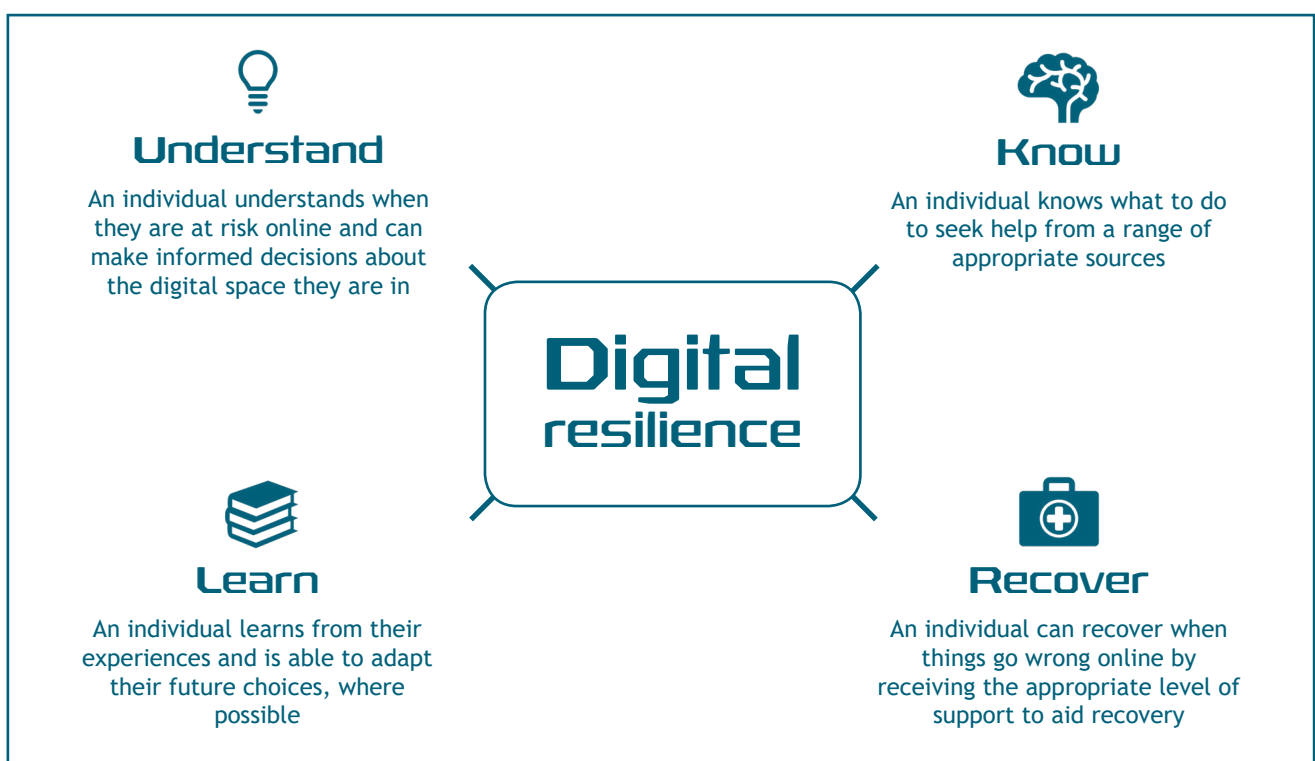 Understand
An individual understands when
they are at risk online and can
make informed decisions about
the digital space they are in
Know
An individual knows what to do
to seek help from a range of
appropriate sources
Digital
resilience
Learn
An individual learns from their
experiences and is able to adapt
their future choices, where
possible
Recover
An individual can recover when
things go wrong online by
receiving the appropriate level of
support to aid recovery